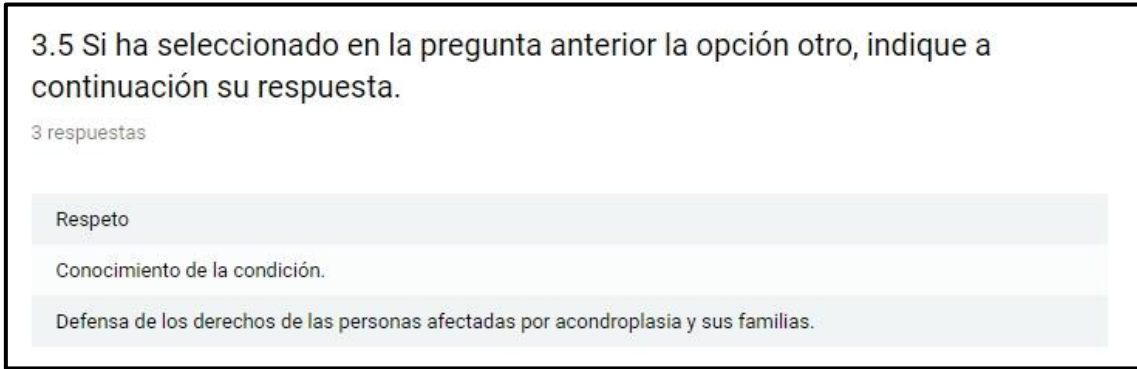 3.5 Si ha seleccionado en la pregunta anterior la opción otro, indique a
continuación su respuesta.
3 respuestas
Respeto
Conocimiento de la condición.
Defensa de los derechos de las personas afectadas por acondroplasia y sus familias.